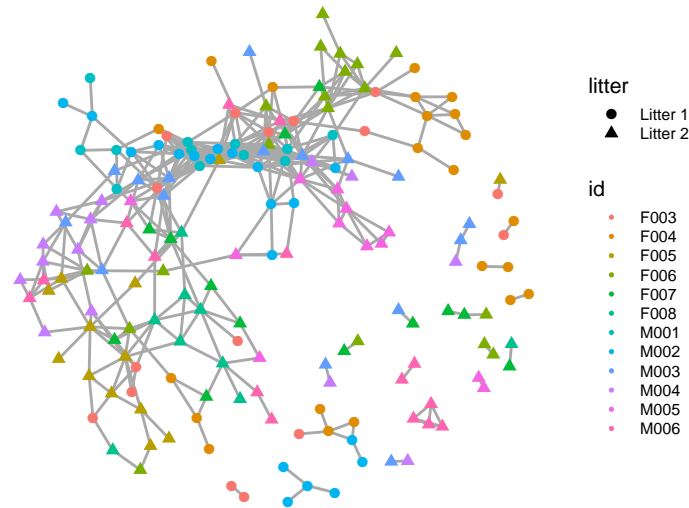 litter
Litter 1
Litter 2
id
F003
F004
F005
F006
F007
F008
M001
M002
M003
M004
M005
M006